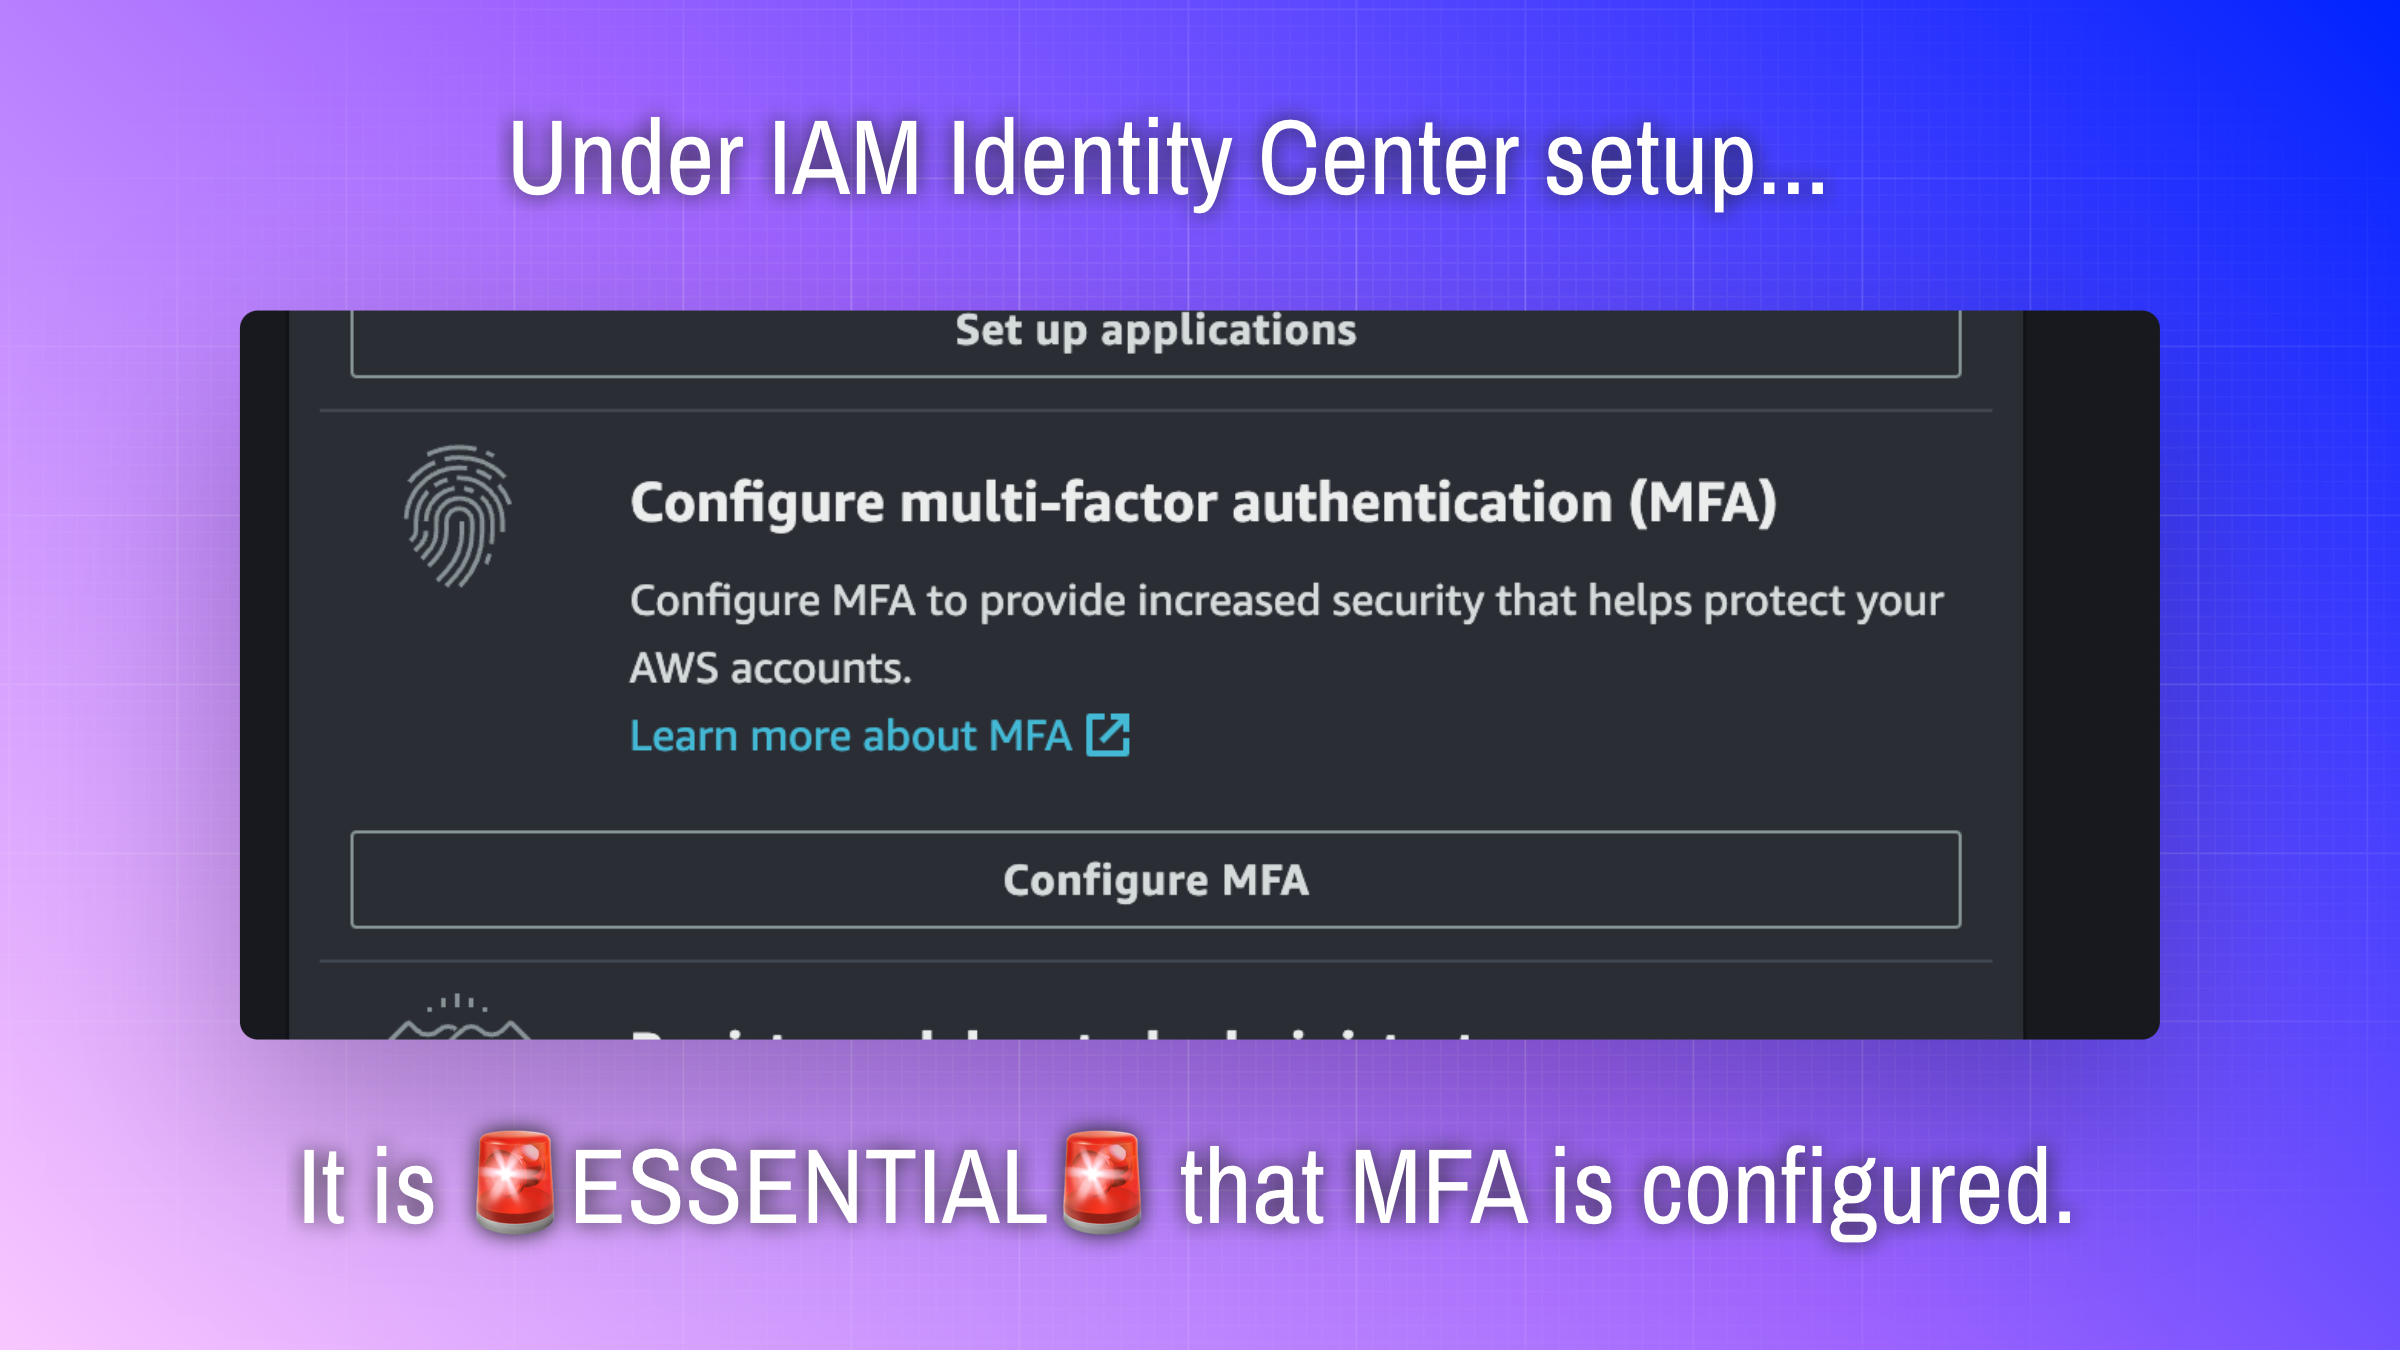 Under IAM Identity Center setup...
Set up applications
Configure multi-factor authentication (MFA)
Configure MFA to provide increased security that helps protect your
AWS accounts.
Learn more about MFA
Configure MFA
It is 🚨ESSENTIAL🚨 that MFA is configured.